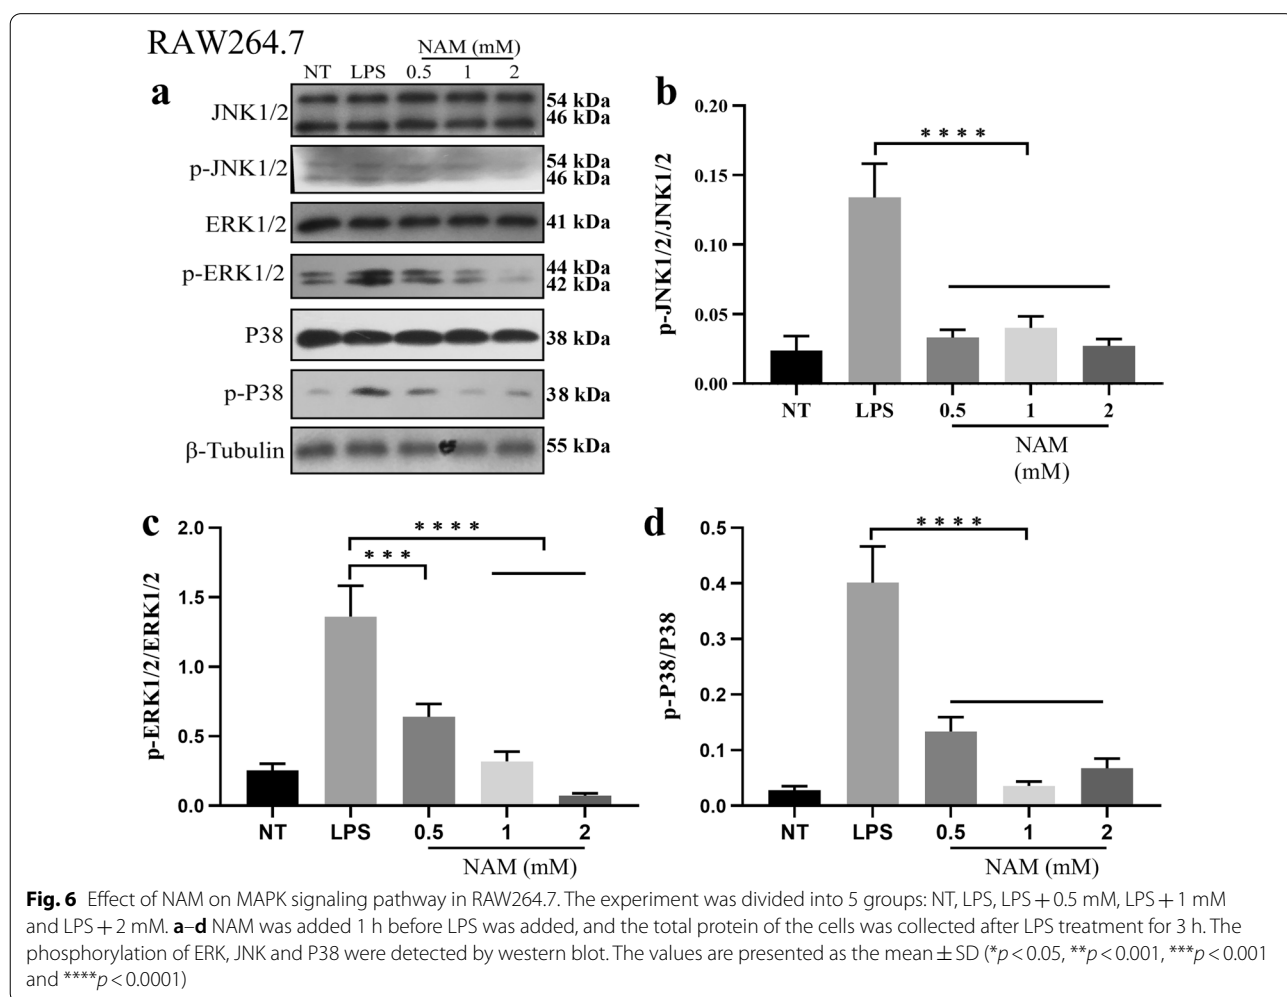 RAW264.7
NAM (mM)
NT LPS 0.5 1 2
a
JNK1/2 54 kDa
46 kDa
p-JNK1/2 54 kDa
46 kDa
ERK1/2 41 kDa
p-ERK1/2 44 kDa
42 kDa
P38 38 kDa
p-P38 38 kDa
β-Tubulin 55 kDa
b
p-JNK1/2/JNK1/2
0.20
0.15
0.10
0.05
0.00
****
NT LPS 0.5 1 2
NAM
(mM)
c
p-ERK1/2/ERK1/2
2.0
1.5
1.0
0.5
0.0
****
***
NT LPS 0.5 1 2
NAM (mM)
d
p-P38/P38
0.5
0.4
0.3
0.2
0.1
0.0
****
NT LPS 0.5 1 2
NAM (mM)
Fig. 6 Effect of NAM on MAPK signaling pathway in RAW264.7. The experiment was divided into 5 groups: NT, LPS, LPS + 0.5 mM, LPS + 1 mM
and LPS + 2 mM. a–d NAM was added 1 h before LPS was added, and the total protein of the cells was collected after LPS treatment for 3 h. The
phosphorylation of ERK, JNK and P38 were detected by western blot. The values are presented as the mean ± SD (*p < 0.05, **p < 0.001, ***p < 0.001
and ****p < 0.0001)